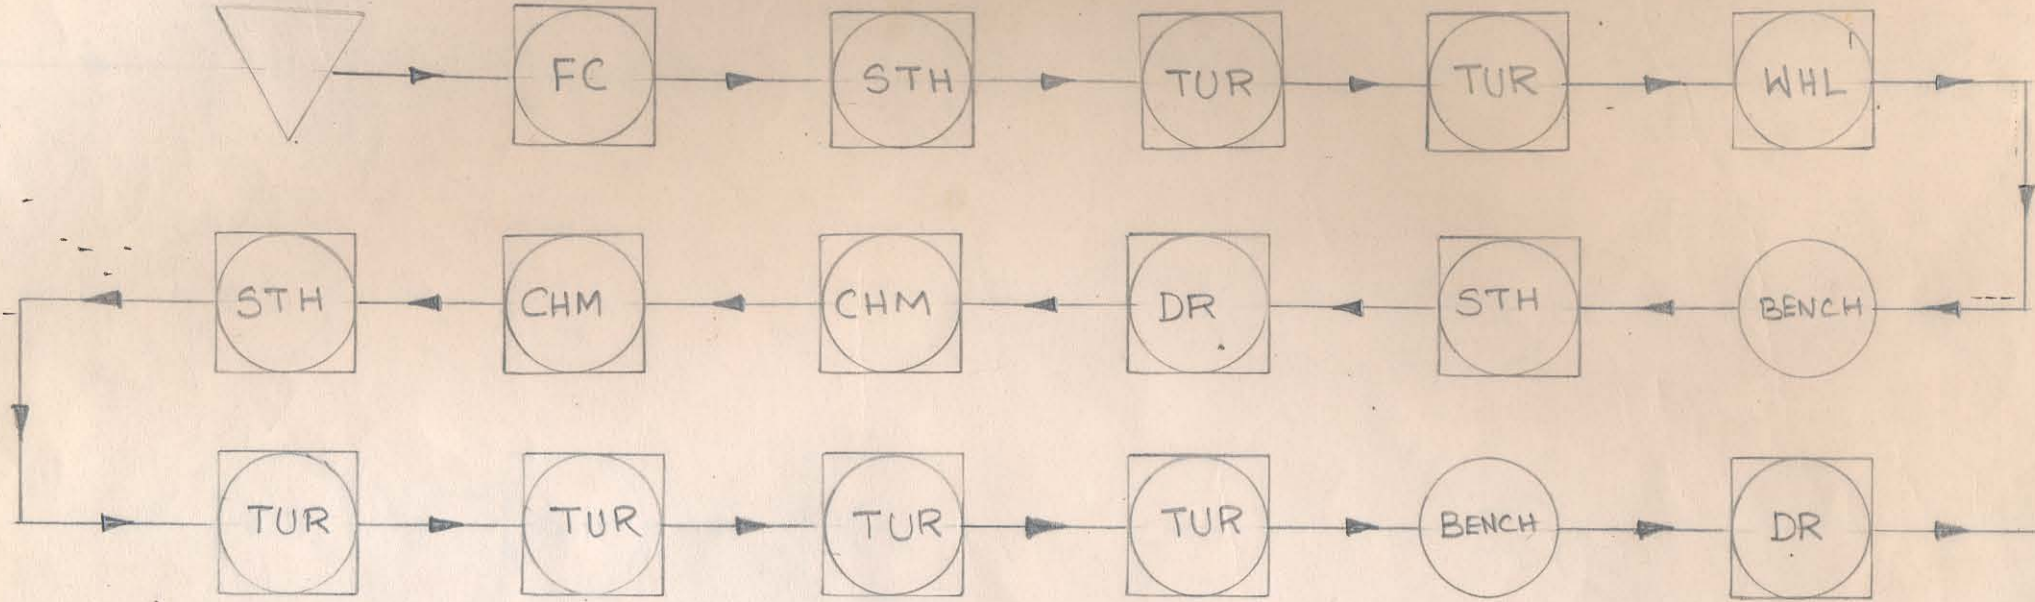 FC STH TUR TUR WHL
STH CHM CHM DR STH BENCH
TUR TUR TUR TUR BENCH DR